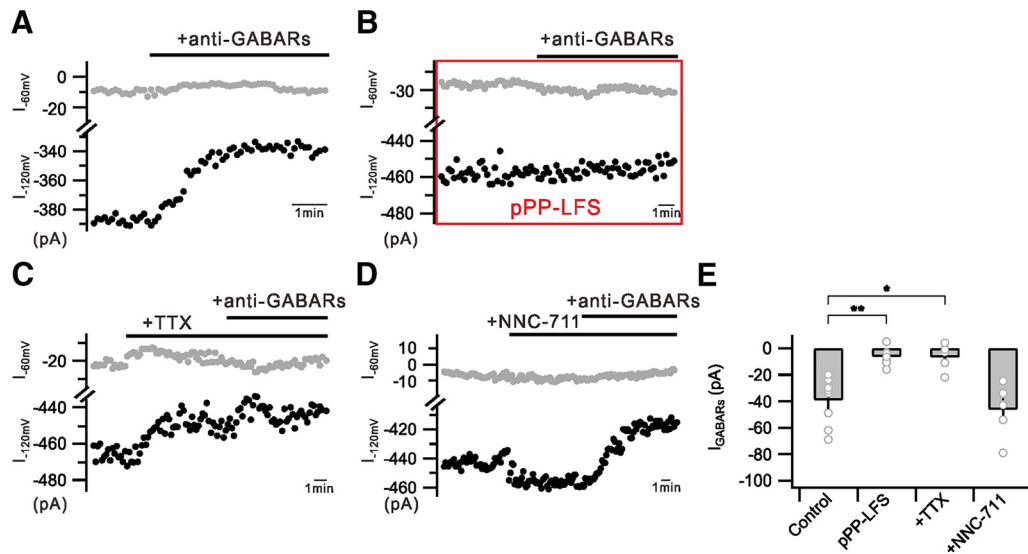 A
+anti-GABARs
0
-20
I-60mV
-340
-360
-380
I-120mV
(pA)
1min
B
+anti-GABARs
-30
I-60mV
-440
-460
-480
I-120mV
pPP-LFS
1min
C
+anti-GABARs
+TTX
-20
I-60mV
-440
-460
-480
I-120mV
(pA)
1min
D
+anti-GABARs
+NNC-711
10
0
-10
I-60mV
-420
-440
-460
I-120mV
(pA)
1min
E
*
**
0
-20
-40
-60
-80
-100
IGABARs (pA)
Control
pPP-LFS
+TTX
+NNC-711